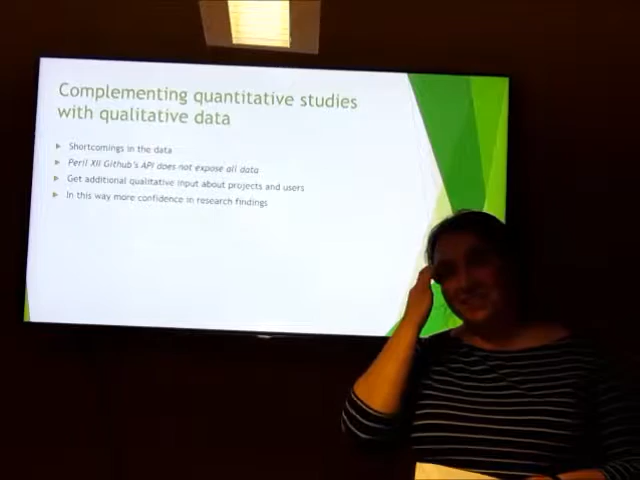 Complementing quantitative studies
with qualitative data
Shortcomings in the data
Peril XII Github's API does not expose all data
Get additional qualitative input about projects and users
In this way more confidence in research findings